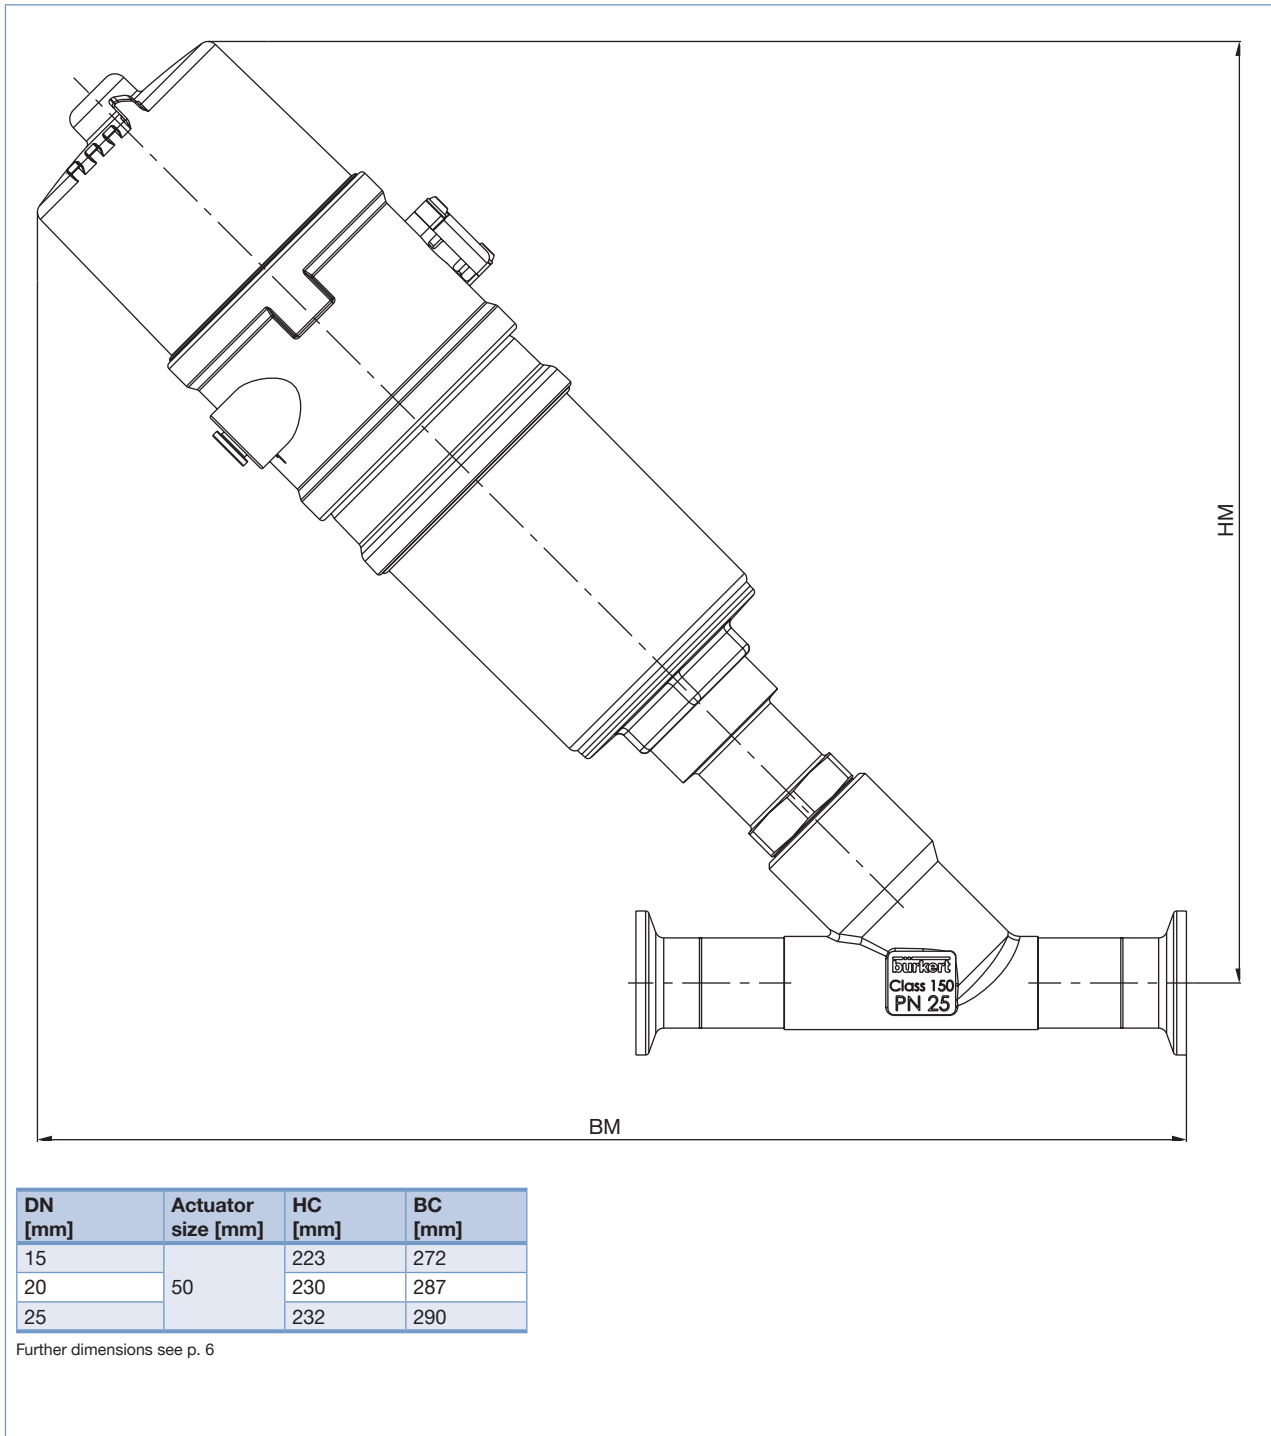 HM
bürkert
Class 150
PN 25
BM
DN [mm] Actuator size [mm] HC [mm] BC [mm]
15 50 223 272
20 230 287
25 232 290
Further dimensions see p. 6